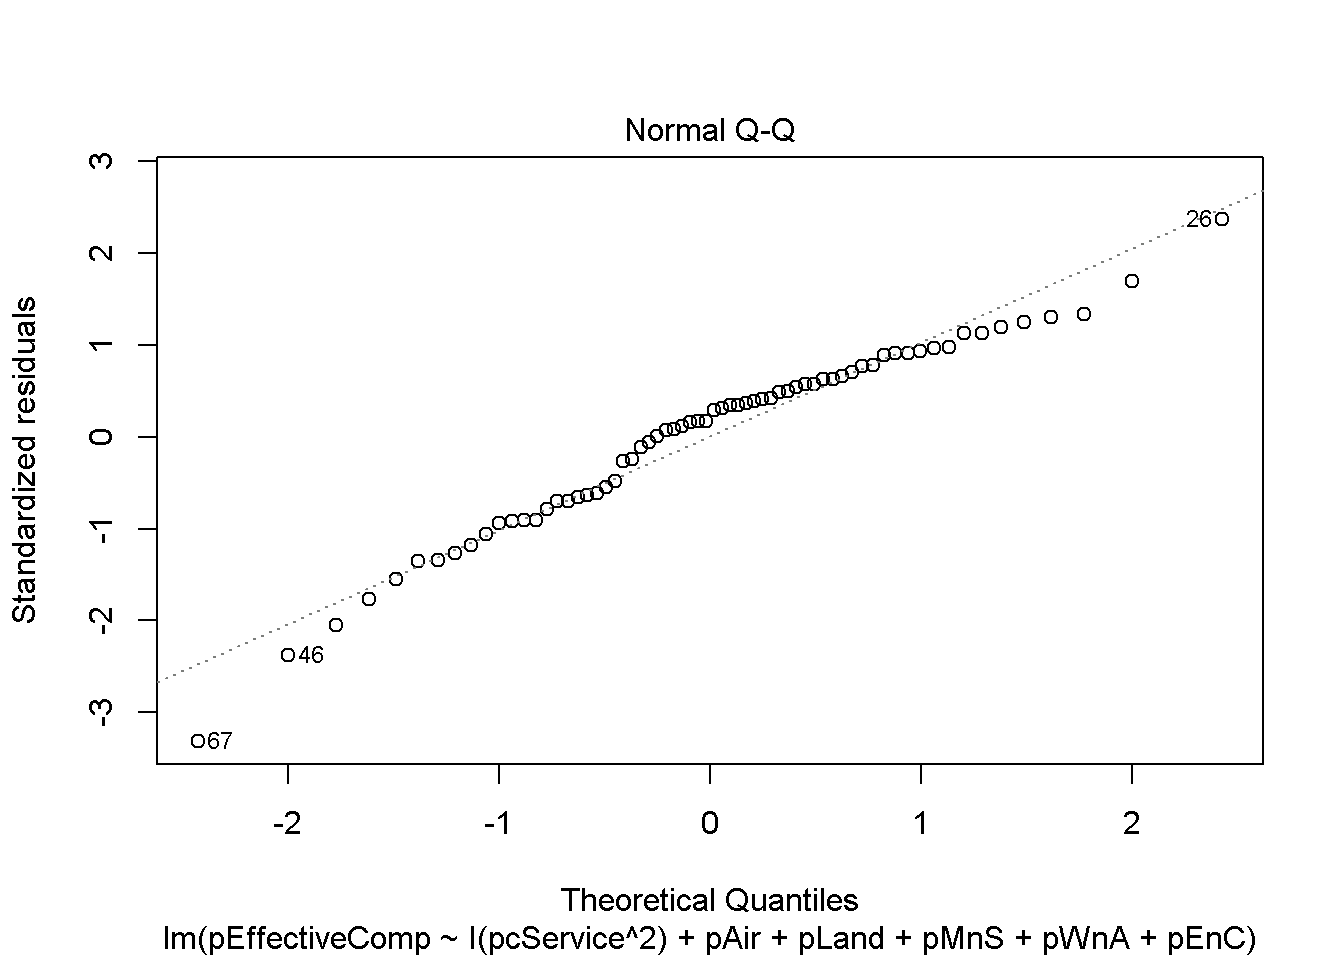 Normal Q-Q
3
2
1
0
-1
-2
-3
Standardized residuals
26
46
67
-2 -1 0 1 2
Theoretical Quantiles
lm(pEffectiveComp ~ I(pcService^2) + pAir + pLand + pMnS + pWnA + pEnC)